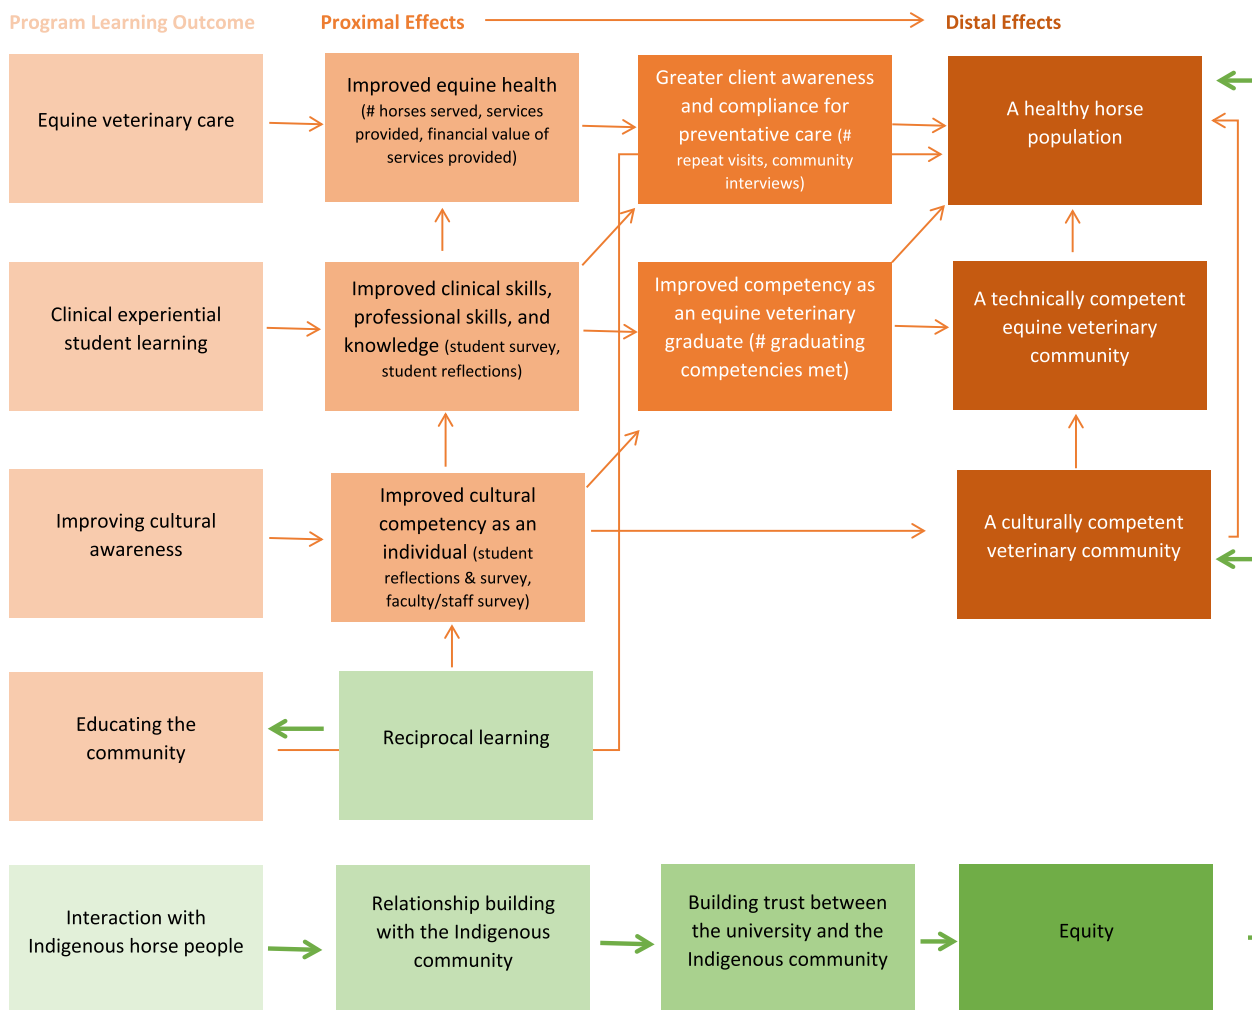 Program Learning Outcome
Proximal Effects
Distal Effects
Equine veterinary care
Improved equine health
(# horses served, services
provided, financial value of
services provided)
Greater client awareness
and compliance for
preventative care (#
repeat visits, community
interviews)
A healthy horse
population
Clinical experiential
student learning
Improved clinical skills,
professional skills, and
knowledge (student survey,
student reflections)
Improved competency as
an equine veterinary
graduate (# graduating
competencies met)
A technically competent
equine veterinary
community
Improving cultural
awareness
Improved cultural
competency as an
individual (student
reflections & survey,
faculty/staff survey)
A culturally competent
veterinary community
Educating the
community
Reciprocal learning
Interaction with
Indigenous horse people
Relationship building
with the Indigenous
community
Building trust between
the university and the
Indigenous community
Equity